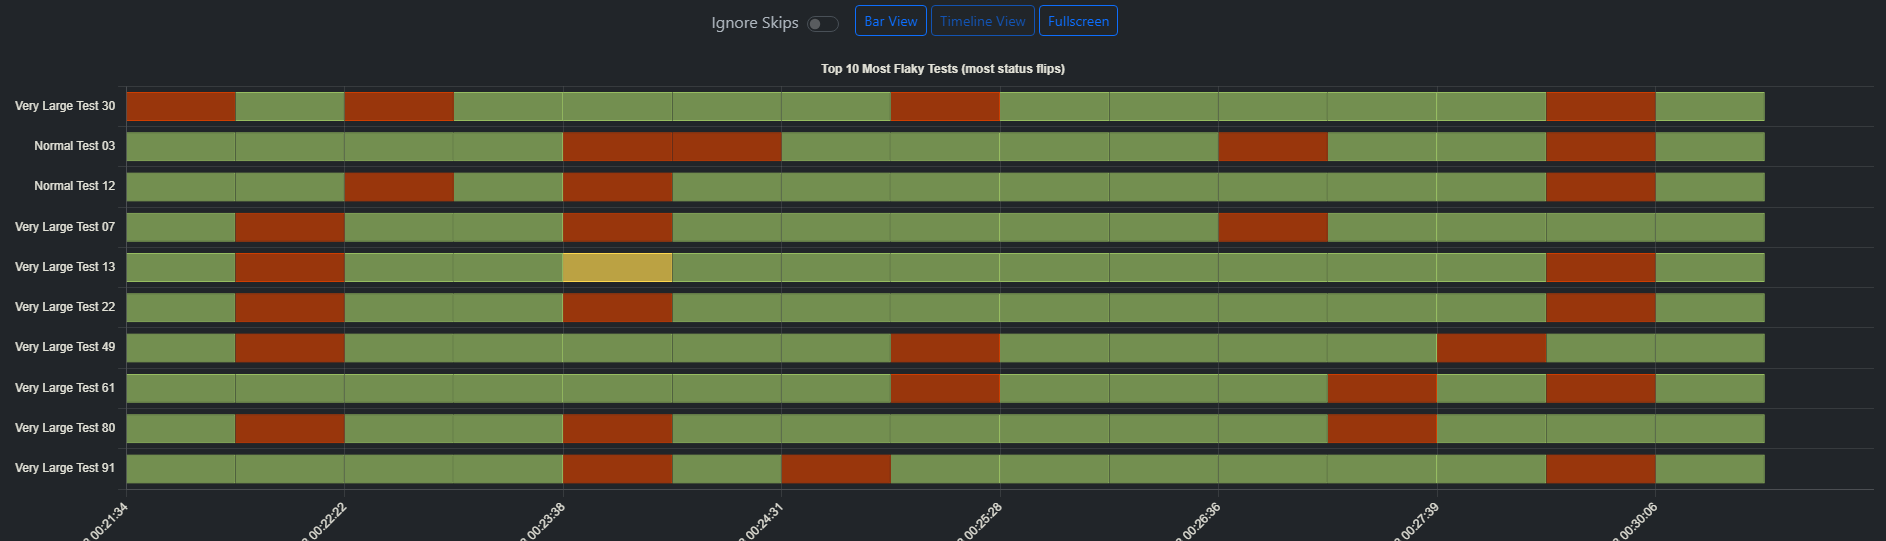 Ignore Skips Bar View Timeline View Fullscreen
Top 10 Most Flaky Tests (most status flips)
Very Large Test 30
Normal Test 03
Normal Test 12
Very Large Test 07
Very Large Test 13
Very Large Test 22
Very Large Test 49
Very Large Test 61
Very Large Test 80
Very Large Test 91
00:21:34 00:22:22 00:23:38 00:24:31 00:25:28 00:26:36 00:27:39 00:30:06